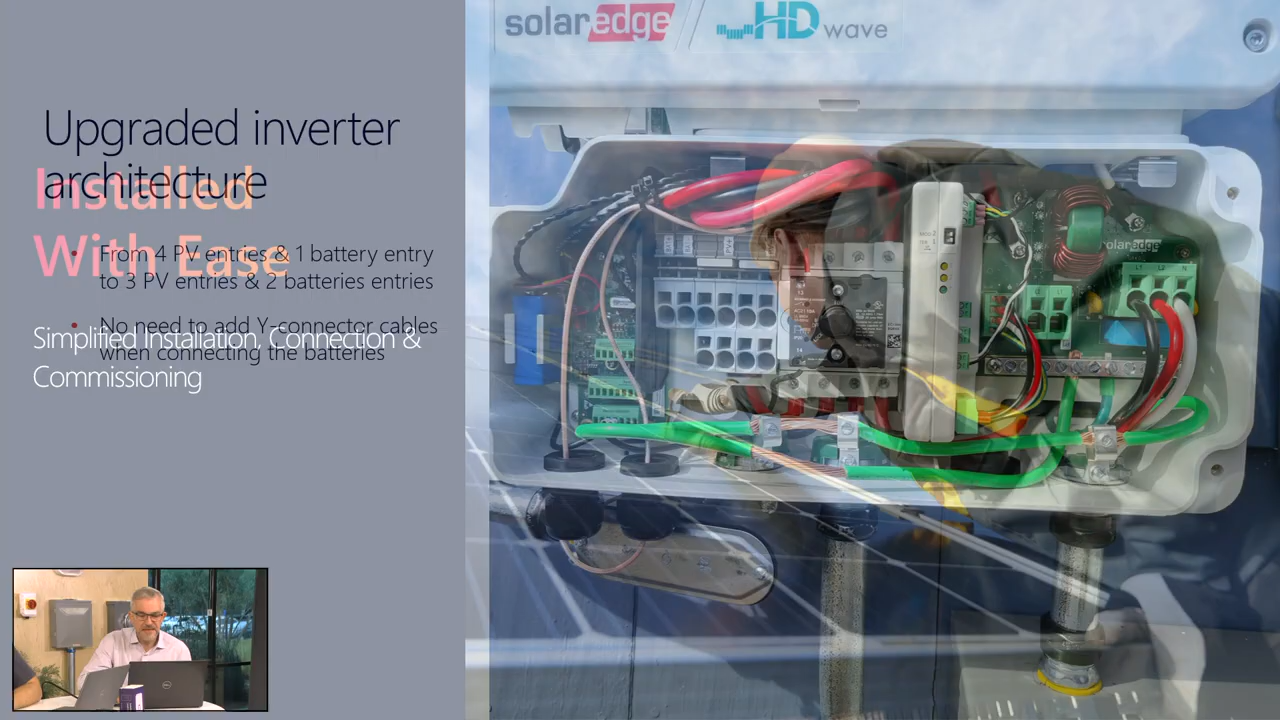 solaredge
HD wave
Upgraded inverter
architecture
Installed
With Ease
• From 4 PV entries & 1 battery entry
to 3 PV entries & 2 batteries entries
• No need to add Y-connector cables
when connecting the batteries
Simplified Installation, Connection &
Commissioning
solaredge
L1 L2 N